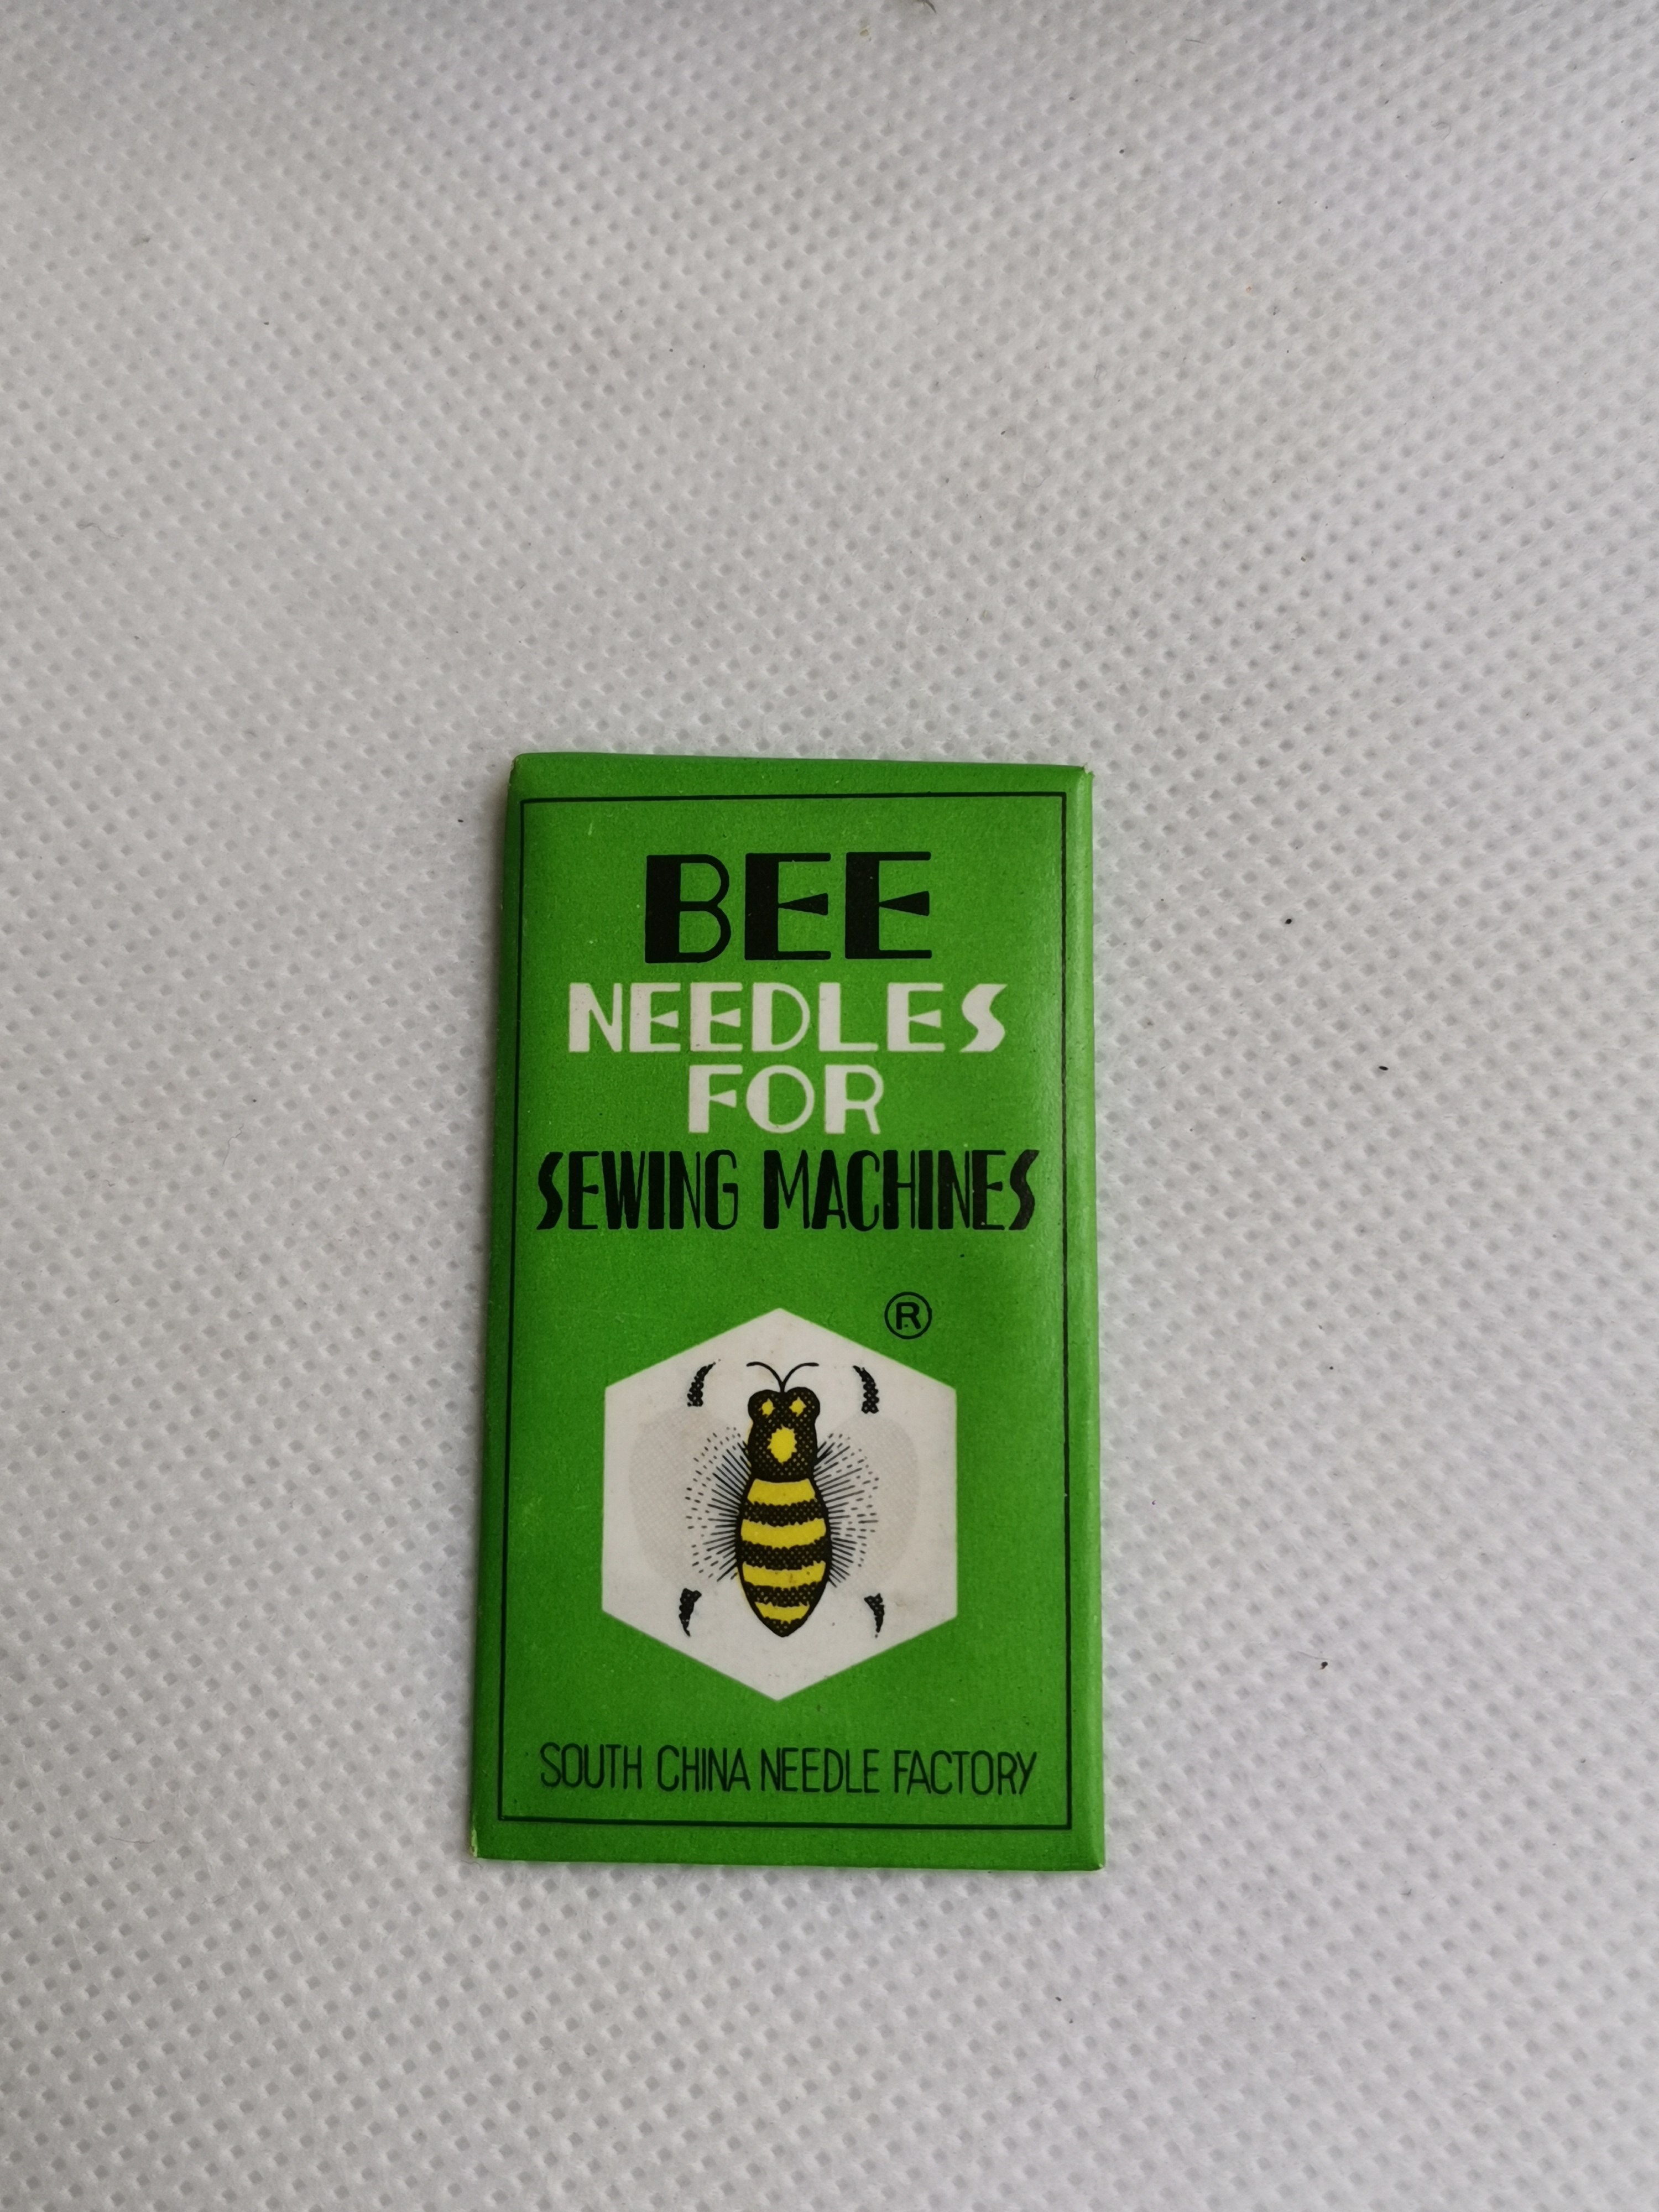 BEE
NEEDLES
FOR
SEWING MACHINES
®
SOUTH CHINA NEEDLE FACTORY